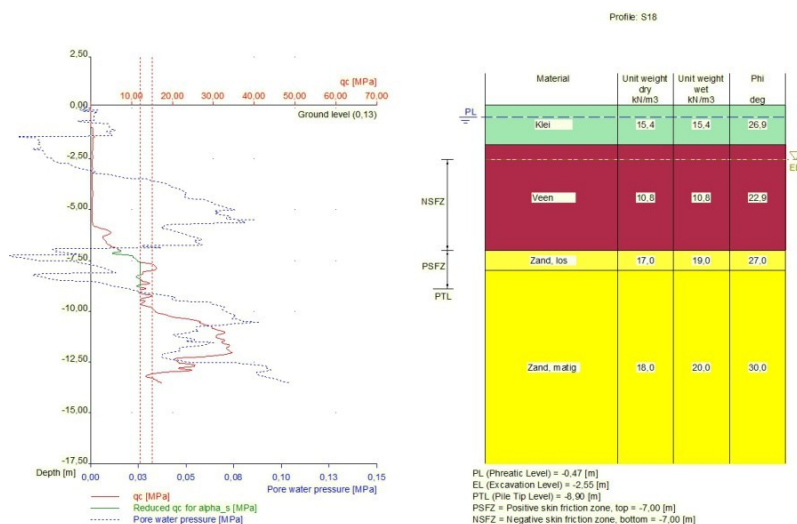 Profile: S18
2,50
qc [MPa]
0.00
10,00
20,00
30,00
40,00
50,00
60,00
70,00
Ground level (0,13)
-2,50
-5,00
-7,50
-10,00
-12,50
-15,00
-17,50
Depth [m]
0,00
0,03
0,05
0,08
0,10
0,13
0,15
Pore water pressure [MPa]
qc [MPa]
Reduced qc for alpha_s [MPa]
Pore water pressure [MPa]
NSFZ
PSFZ
PTL
Material
Unit weight
dry
kN/m3
Unit weight
wet
kN/m3
Phi
deg
PL
Klei
15,4
15,4
26,9
EL
Veen
10,8
10,8
22,9
Zand, los
17,0
19,0
27,0
Zand, matig
18,0
20,0
30,0
PL (Phreatic Level) = -0,47 [m]
EL (Excavation Level) = -2,55 [m]
PTL (Pile Tip Level) = -8,90 [m]
PSFZ = Positive skin friction zone, top = -7,00 [m]
NSFZ = Negative skin friction zone, bottom = -7,00 [m]